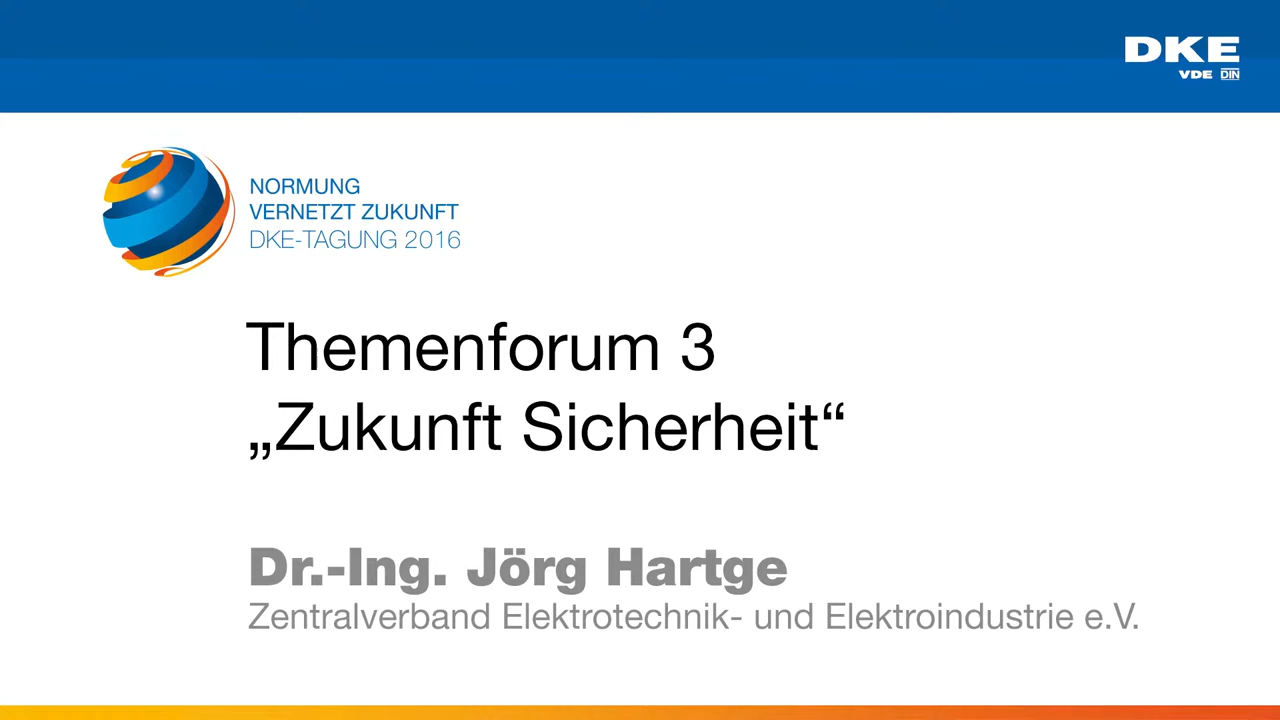 DKE
VDE DIN
NORMUNG
VERNETZT ZUKUNFT
DKE-TAGUNG 2016
Themenforum 3
„Zukunft Sicherheit“
Dr.-Ing. Jörg Hartge
Zentralverband Elektrotechnik- und Elektroindustrie e.V.